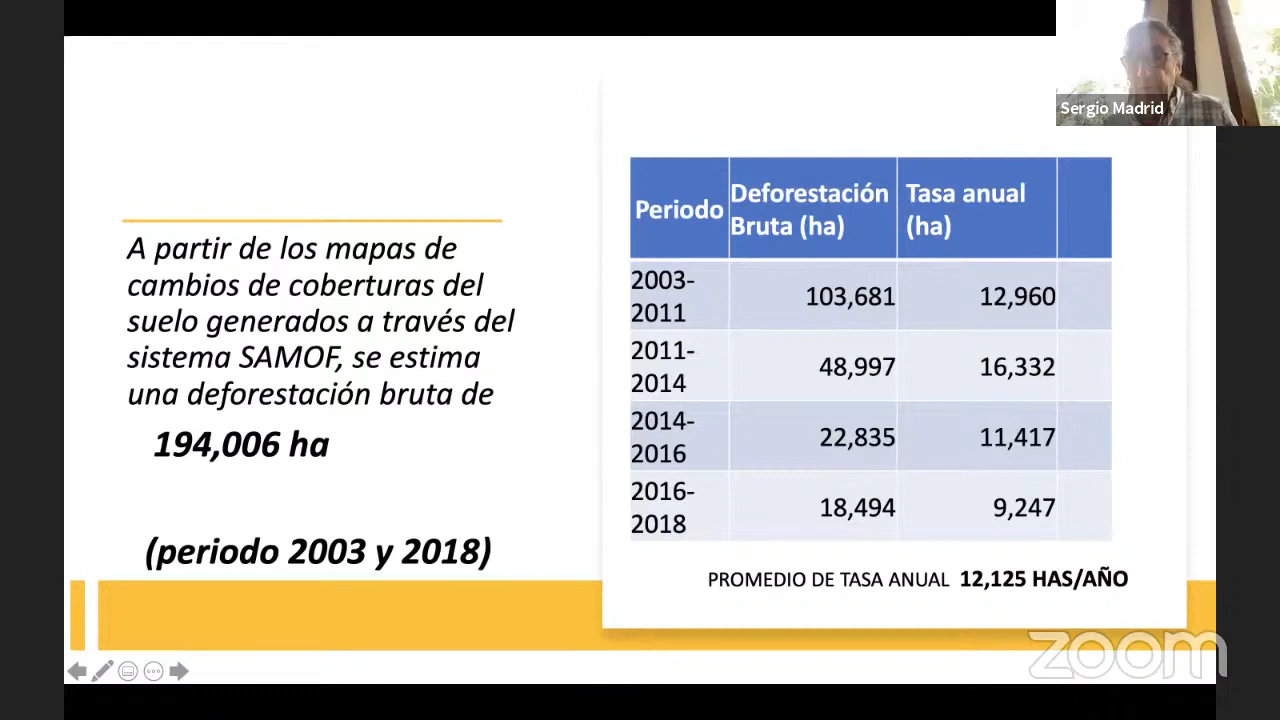 Sergio Madrid
A partir de los mapas de
cambios de coberturas del
suelo generados a través del
sistema SAMOF, se estima
una deforestación bruta de
194,006 ha
(periodo 2003 y 2018)
Periodo Deforestación Bruta (ha) Tasa anual (ha)
2003-2011 103,681 12,960
2011-2014 48,997 16,332
2014-2016 22,835 11,417
2016-2018 18,494 9,247
PROMEDIO DE TASA ANUAL 12,125 HAS/AÑO
zoom